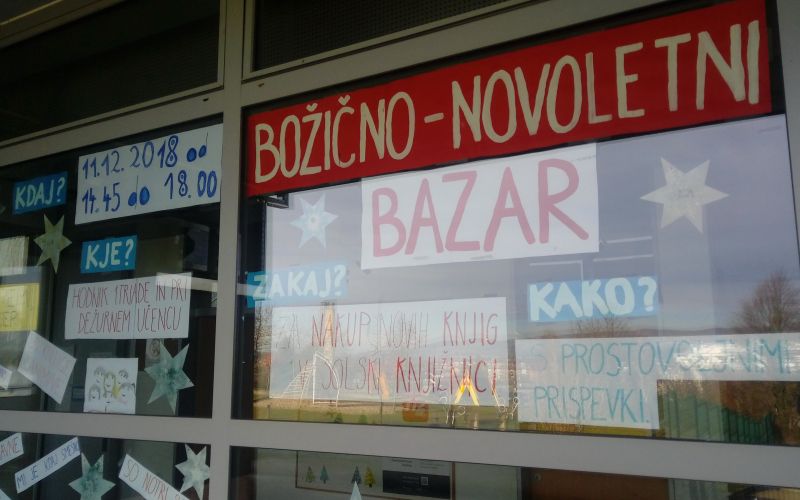 BOŽIČNO-NOVOLETNI
BAZAR
KDAJ?
11.12.2018 od
14.45 do 18.00
KJE?
HODNIK I.TRIADE IN PRI
DEŽURNEM UČENCU
ZAKAJ?
ZA NAKUP NOVIH KNJIG
V ŠOLSKI KNJIŽNICI
KAKO?
S PROSTOVOLJNIMI
PRISPEVKI.